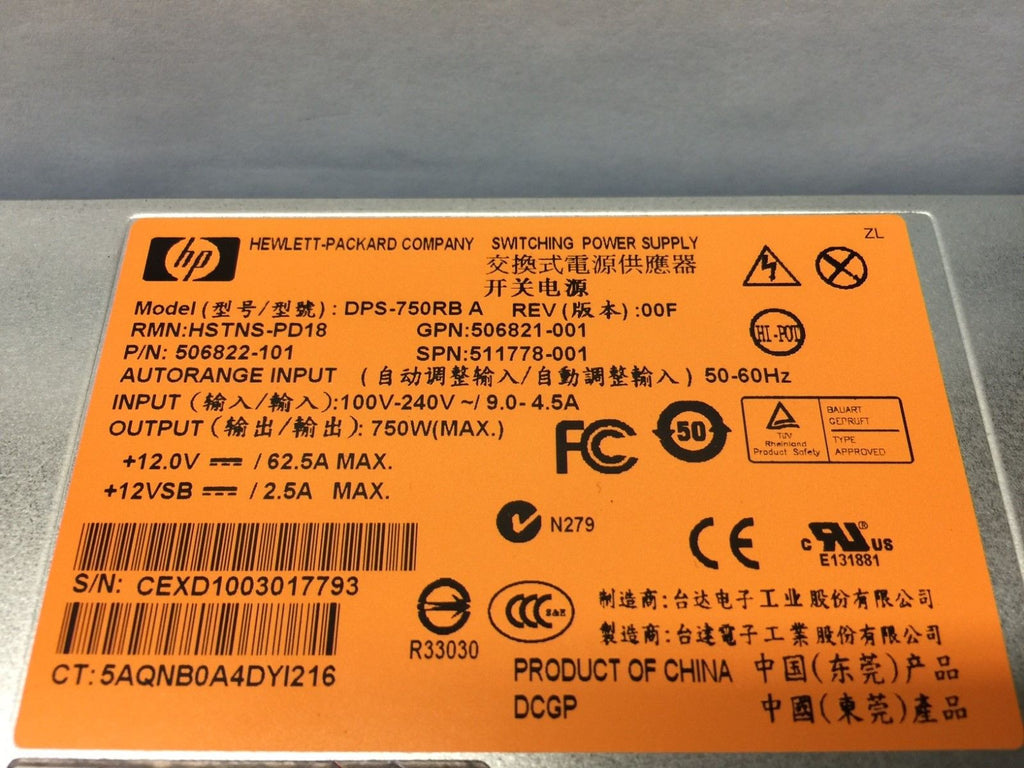 ZL
hp HEWLETT-PACKARD COMPANY SWITCHING POWER SUPPLY
交換式電源供應器
开关电源
Model (型号/型號) : DPS-750RB A REV (版本) :00F
RMN:HSTNS-PD18 GPN:506821-001
HI-POT
P/N: 506822-101 SPN:511778-001
AUTORANGE INPUT (自动调整输入/自動調整輸入) 50-60Hz
INPUT (输入/輸入):100V-240V ~/ 9.0- 4.5A
OUTPUT (输出/輸出): 750W(MAX.)
FC 50
TÜV Rheinland Product Safety
BAUART GEPRUFT
TYPE APPROVED
+12.0V ⎓ / 62.5A MAX.
+12VSB ⎓ / 2.5A MAX.
N279
CE
c RU ® US
E131881
S/N: CEXD1003017793
R33030
CCC S&E
制造商:台达电子工业股份有限公司
製造商:台達電子工業股份有限公司
CT: 5AQNB0A4DYI216
PRODUCT OF CHINA 中国(东莞)产品
DCGP 中國(東莞)產品